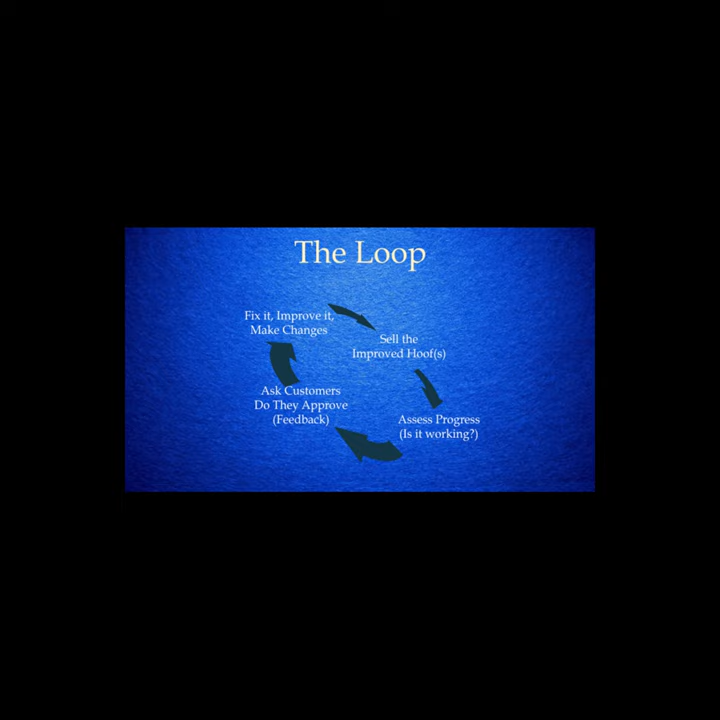 The Loop
Fix it, Improve it,
Make Changes
Sell the
Improved Hoof(s)
Assess Progress
(Is it working?)
Ask Customers
Do They Approve
(Feedback)